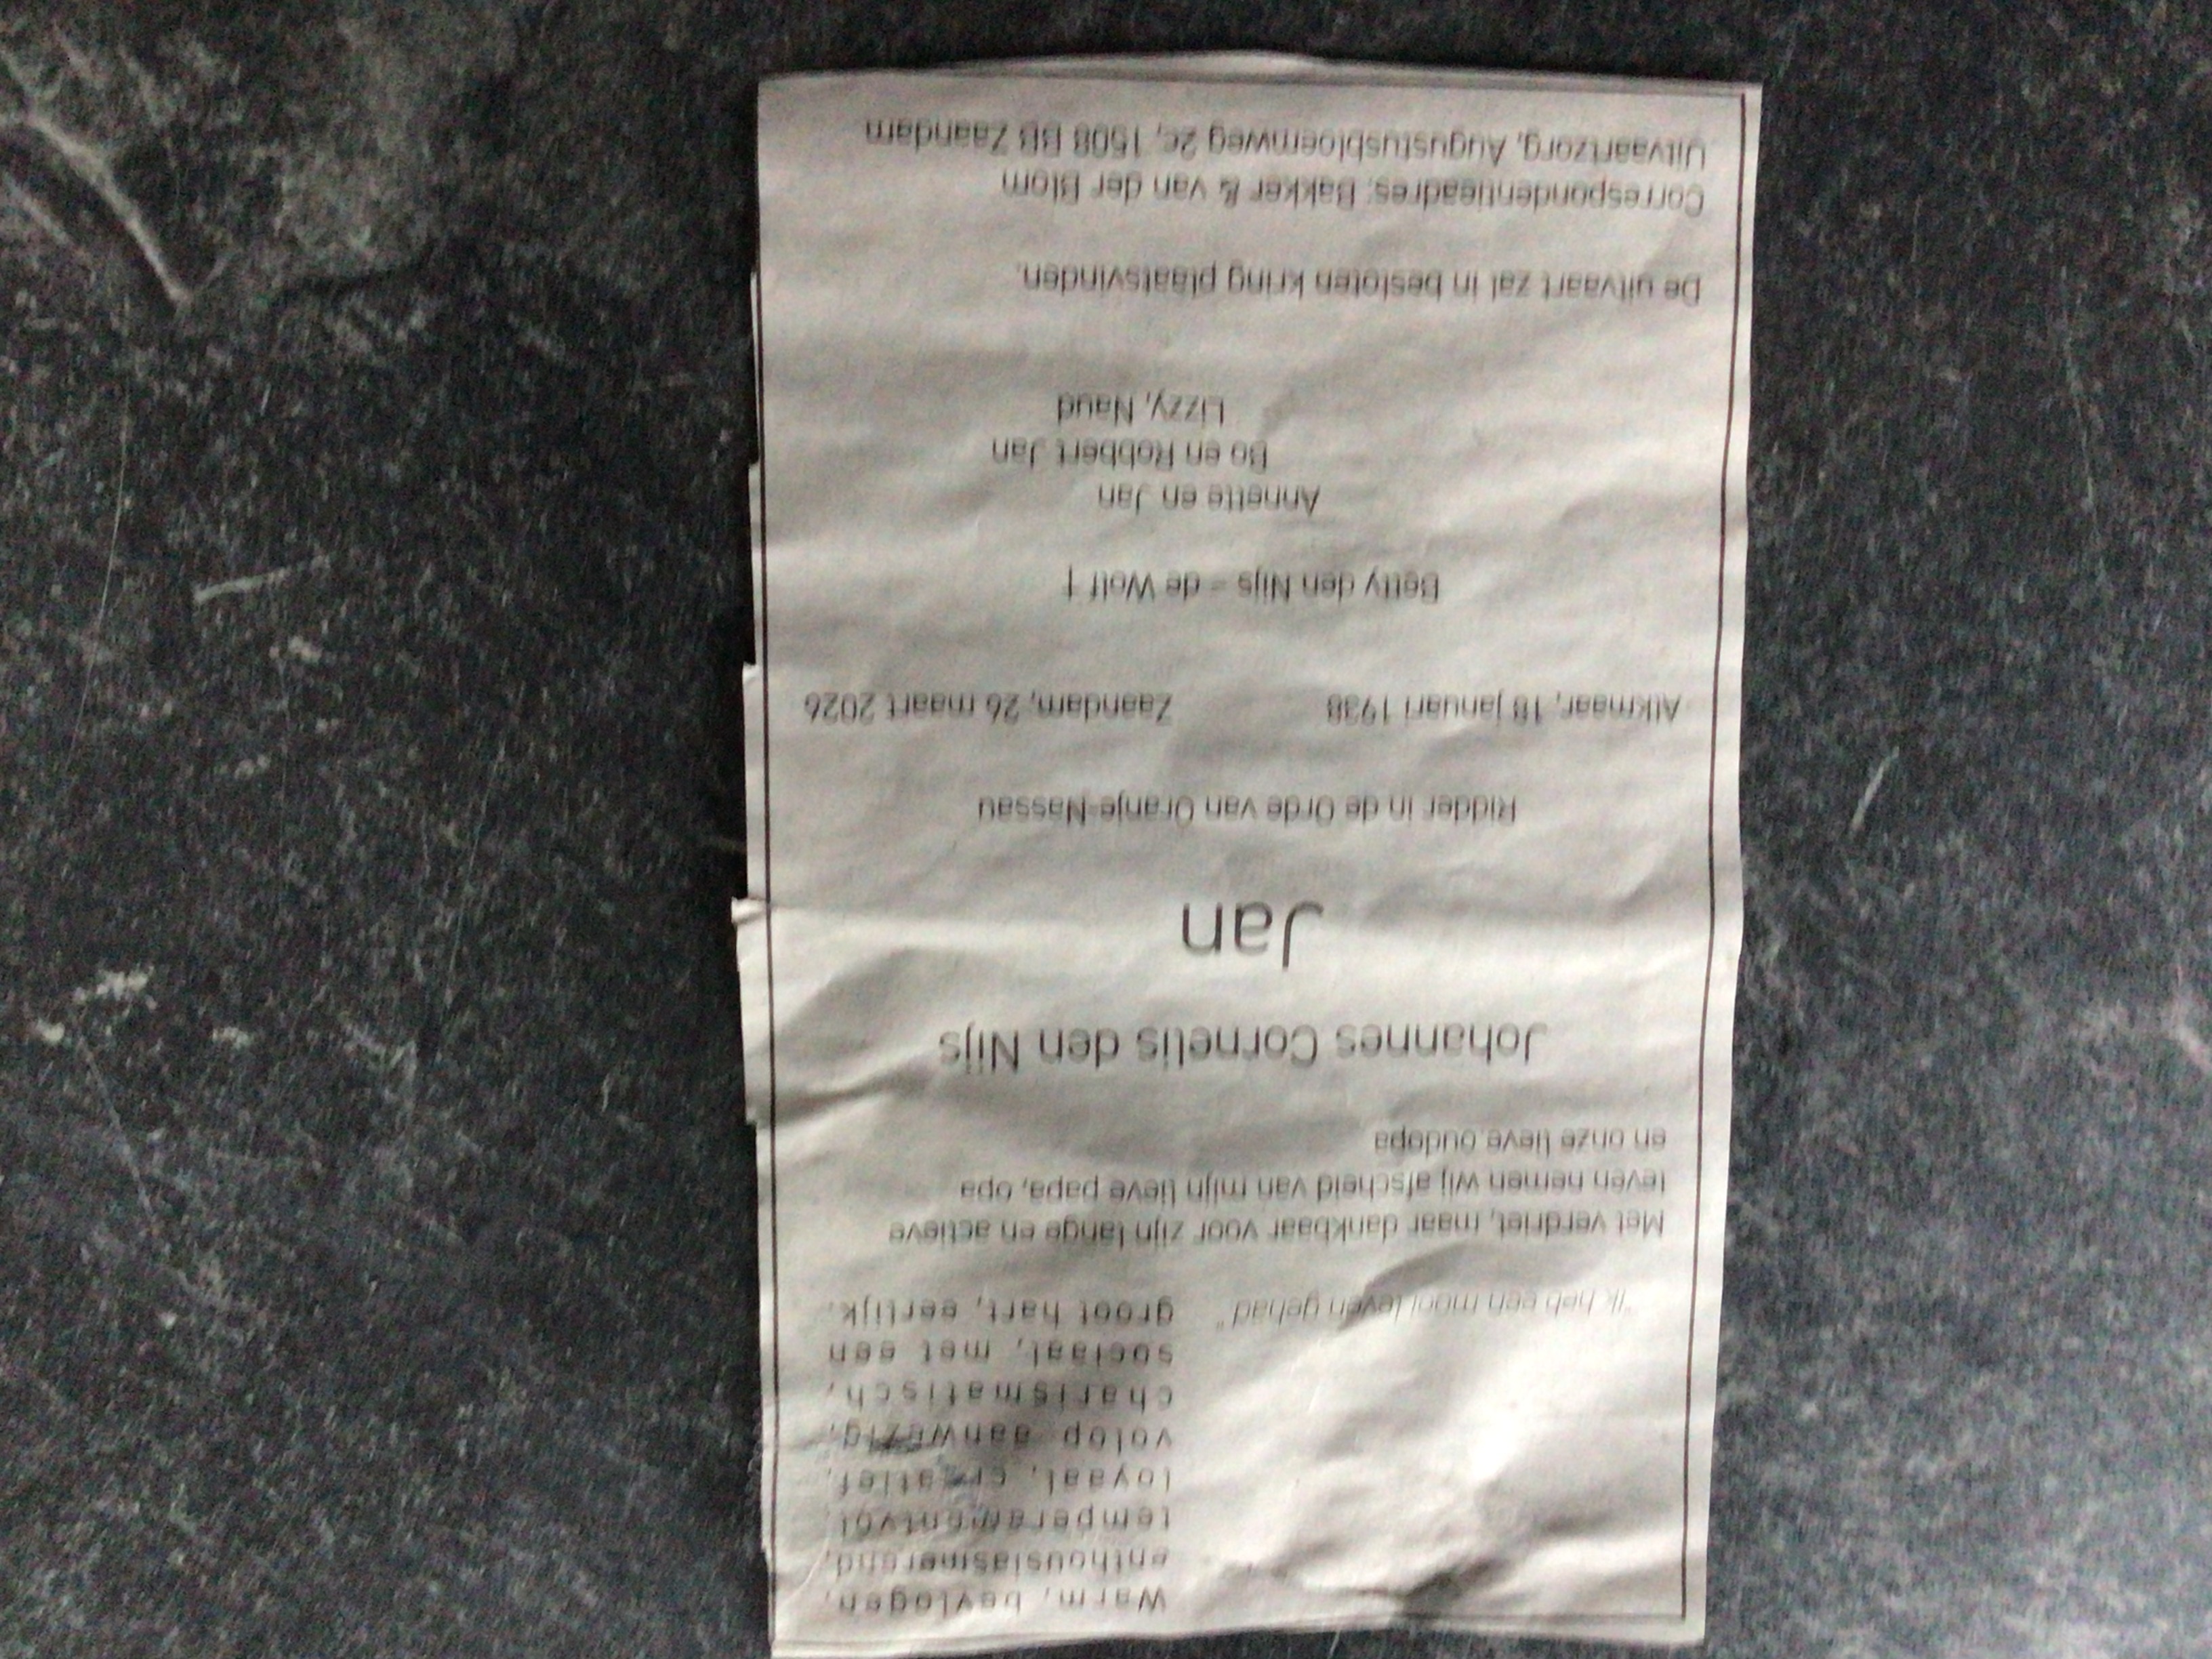 Warm, bevlogen,
enthousiasmerend,
temperamentvol,
loyaal, creatief,
volop aanwezig,
charismatisch,
sociaal, met een
groot hart, eerlijk.
"Ik heb een mooi leven gehad"
Met verdriet, maar dankbaar voor zijn lange en actieve
leven nemen wij afscheid van mijn lieve papa, opa
en onze lieve oudopa
Johannes Cornelis den Nijs
Jan
Ridder in de Orde van Oranje-Nassau
Alkmaar, 18 januari 1938 Zaandam, 26 maart 2026
Betty den Nijs - de Wolf †
Annette en Jan
Bo en Robbert Jan
Lizzy, Naud
De uitvaart zal in besloten kring plaatsvinden.
Correspondentieadres: Bakker & van der Blom
Uitvaartzorg, Augustusbloemweg 2c, 1508 BB Zaandam